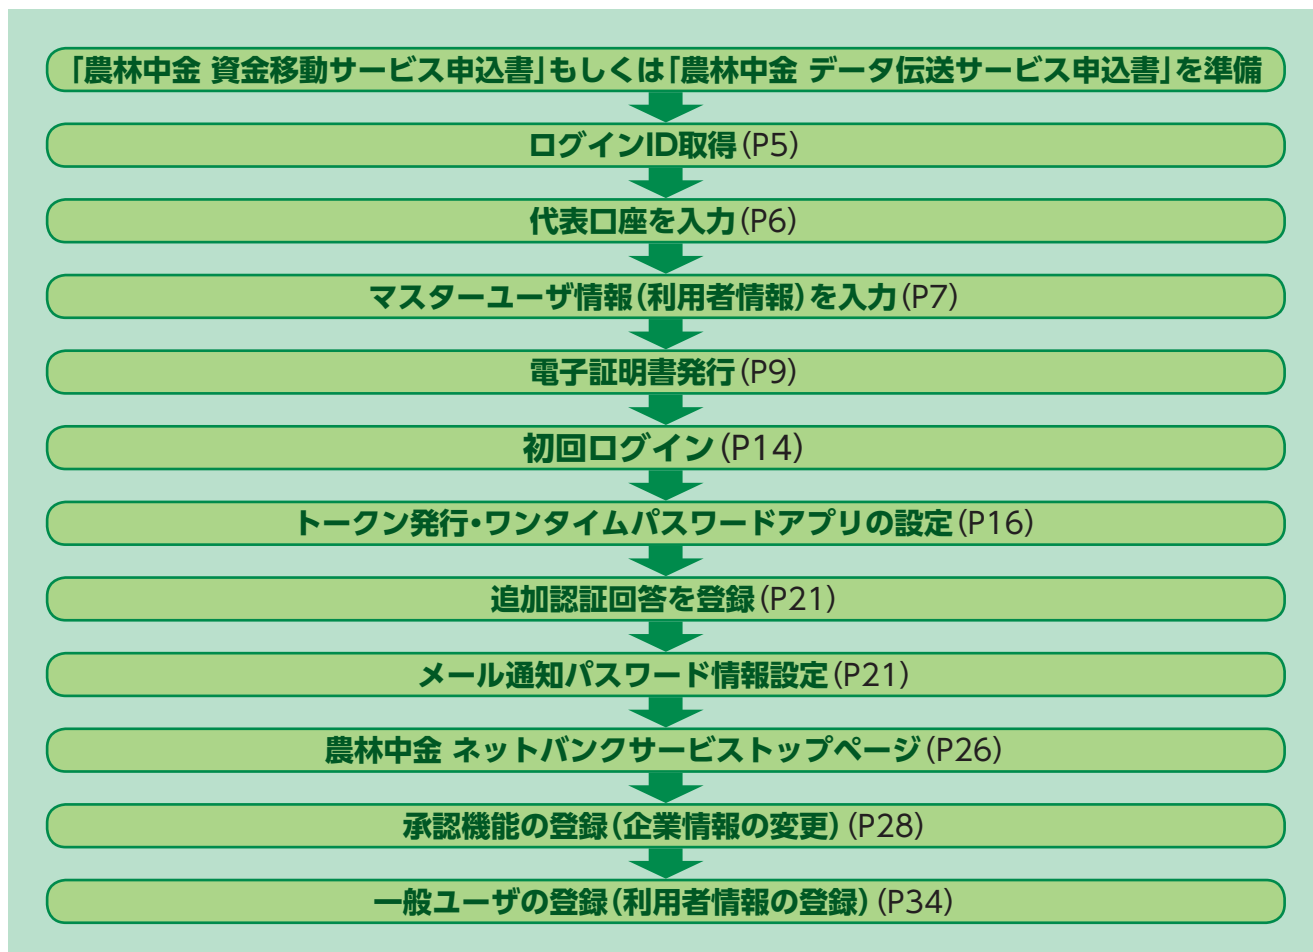 「農林中金 資金移動サービス申込書」もしくは「農林中金 データ伝送サービス申込書」を準備
ログインID取得(P5)
代表口座を入力(P6)
マスターユーザ情報(利用者情報)を入力(P7)
電子証明書発行(P9)
初回ログイン(P14)
トークン発行・ワンタイムパスワードアプリの設定(P16)
追加認証回答を登録(P21)
メール通知パスワード情報設定(P21)
農林中金 ネットバンクサービストップページ(P26)
承認機能の登録(企業情報の変更)(P28)
一般ユーザの登録(利用者情報の登録)(P34)